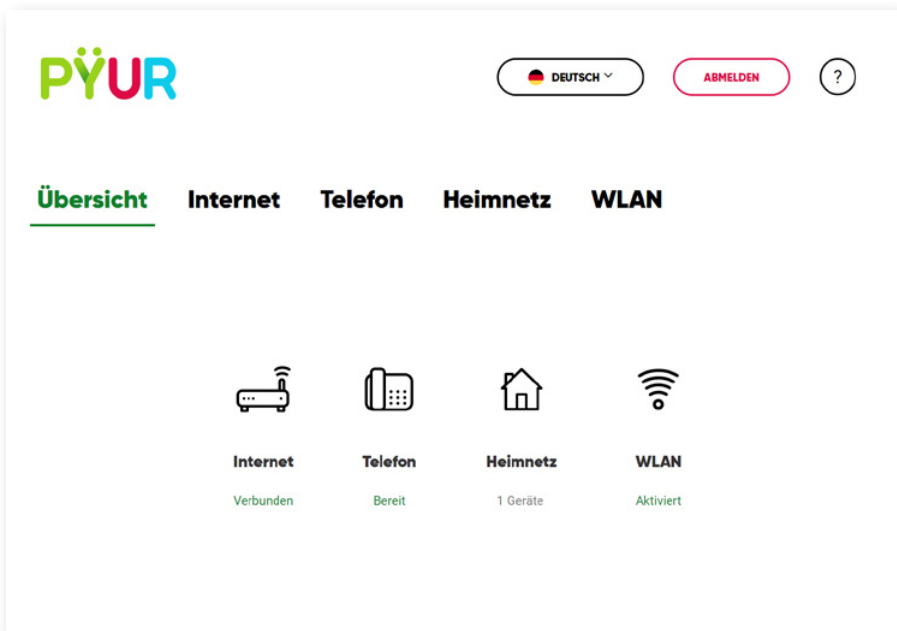 PŸUR
DEUTSCH
ABMELDEN
?
Übersicht Internet Telefon Heimnetz WLAN
Internet Telefon Heimnetz WLAN
Verbunden Bereit 1 Geräte Aktiviert